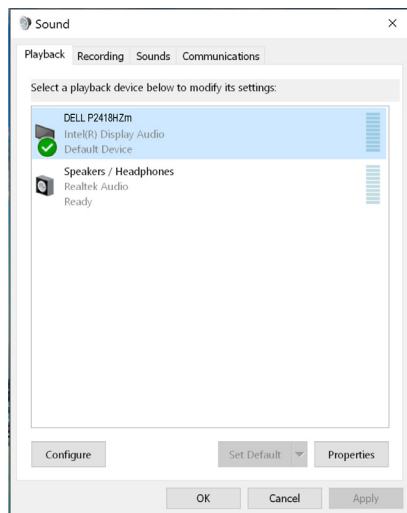 Sound
Playback Recording Sounds Communications
Select a playback device below to modify its settings:
DELL P2418HZm
Intel(R) Display Audio
Default Device
Speakers / Headphones
Realtek Audio
Ready
Configure Set Default Properties
OK Cancel Apply